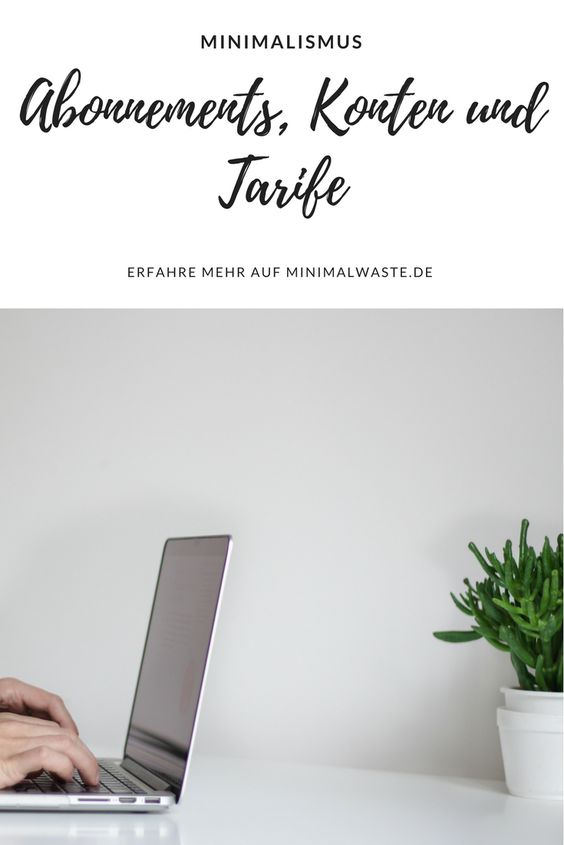 MINIMALISMUS
Abonnements, Konten und
Tarife
ERFAHRE MEHR AUF MINIMALWASTE.DE